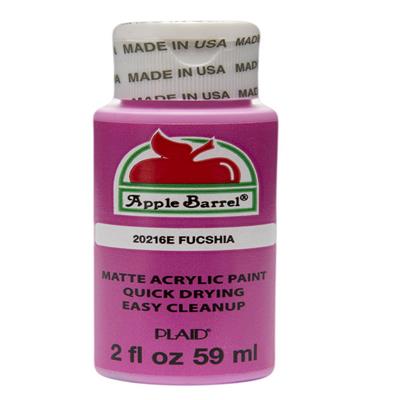 MADE IN USA
MADE IN USA
MADE IN USA
Apple Barrel®
20216E FUCSHIA
MATTE ACRYLIC PAINT
QUICK DRYING
EASY CLEANUP
PLAID®
2 fl oz 59 ml